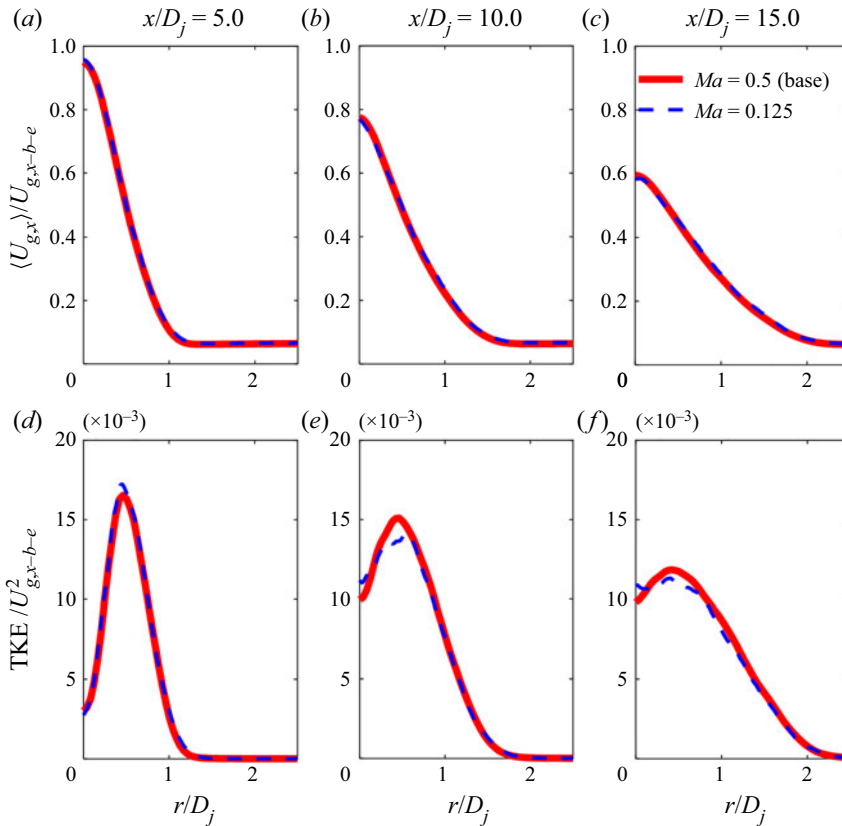 (a) x/D_j = 5.0 (b) x/D_j = 10.0 (c) x/D_j = 15.0
1.0 1.0 1.0
Ma = 0.5 (base)
0.8 0.8 0.8
Ma = 0.125
⟨U_{g,x}⟩/U_{g,x–b–e}
0.6 0.6 0.6
0.4 0.4 0.4
0.2 0.2 0.2
0 1 2 0 1 2 0 1 2
(d) (×10⁻³) (e) (×10⁻³) (f) (×10⁻³)
20 20 20
15 15 15
TKE /U²_{g,x–b–e}
10 10 10
5 5 5
0 1 2 0 1 2 0 1 2
r/D_j r/D_j r/D_j